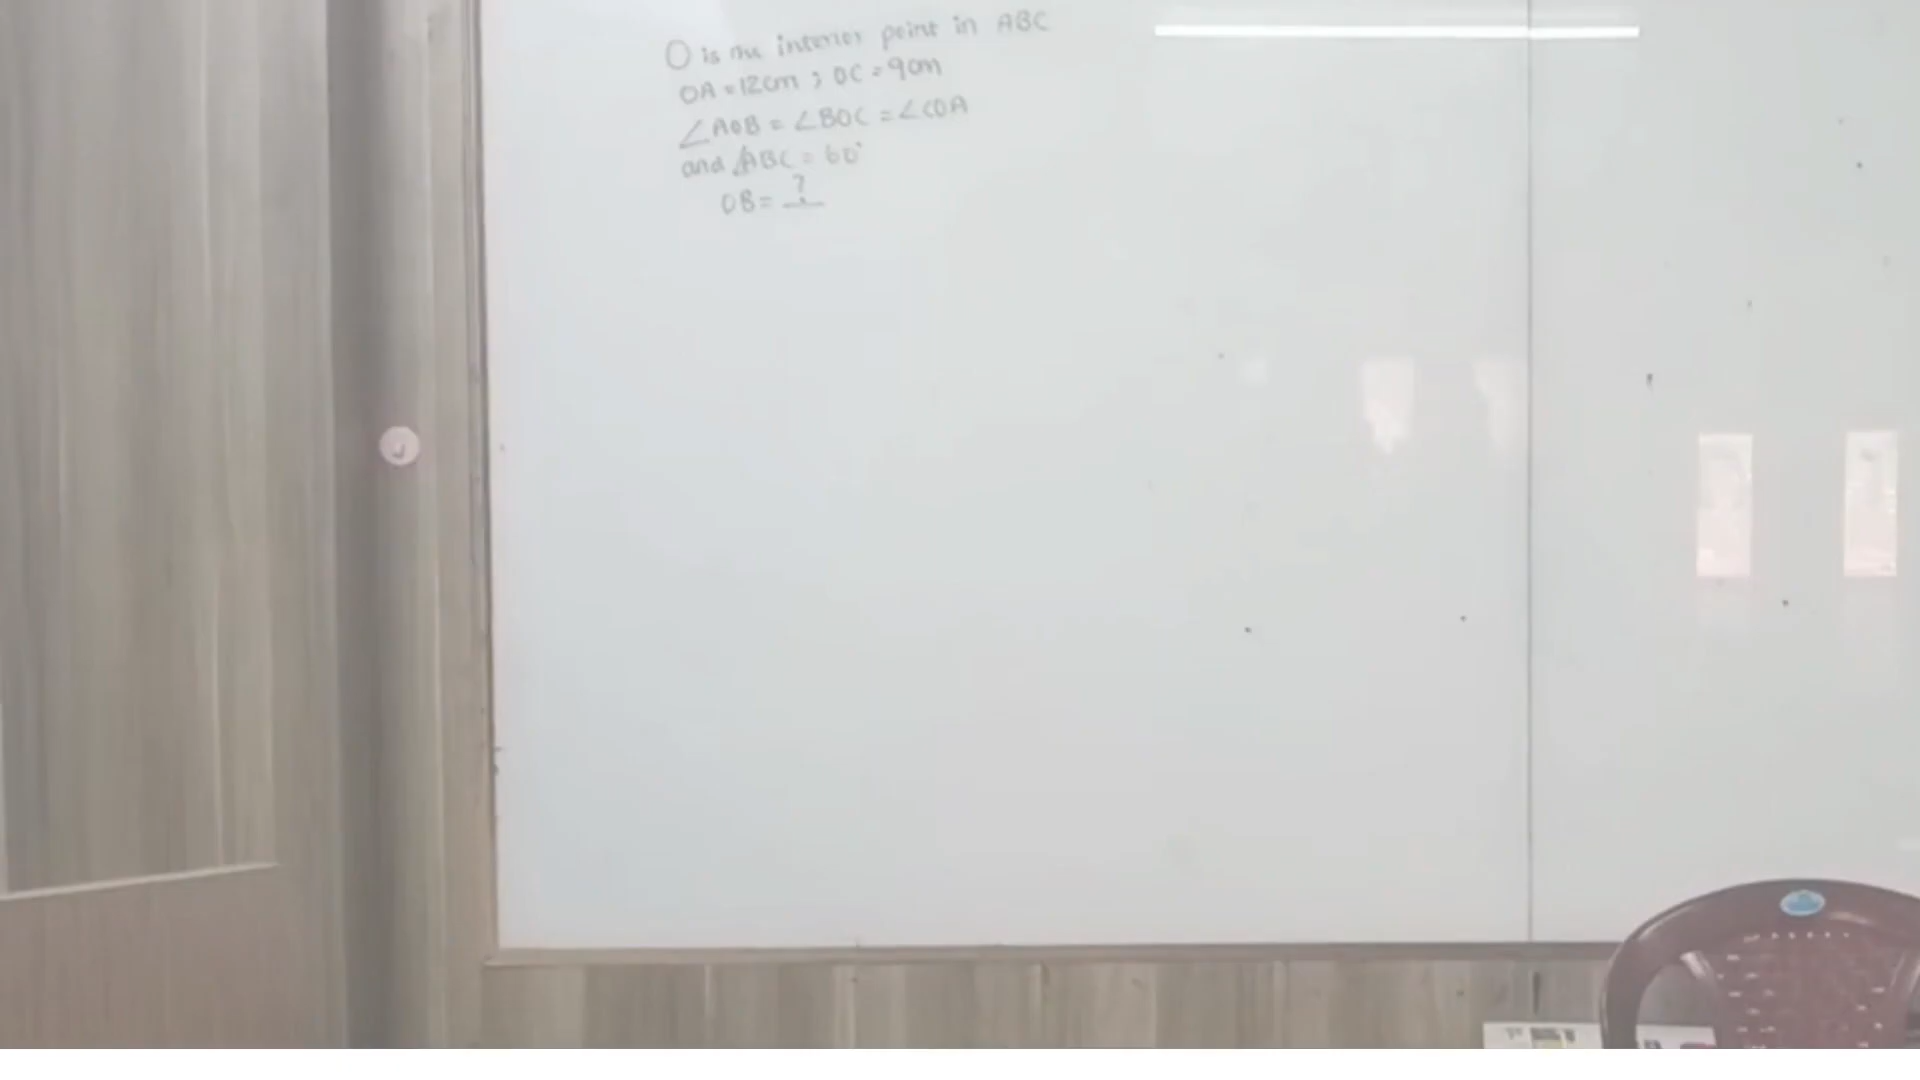 O is the interior point in ABC
OA = 12cm ; OC = 9cm
∠AOB = ∠BOC = ∠COA
and ∠ABC = 60°
OB = ?